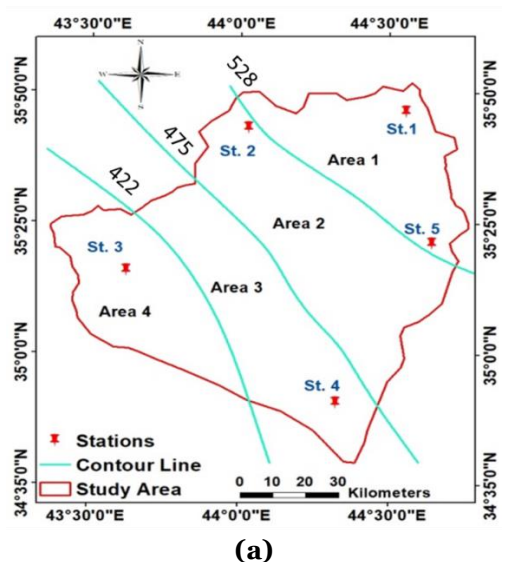 43°30'0"E 44°0'0"E 44°30'0"E
N
W E
S
35°50'0"N
35°25'0"N
35°0'0"N
34°35'0"N
528
475
422
St.1
St. 2
Area 1
St. 5
Area 2
St. 3
Area 3
Area 4
St. 4
Stations
Contour Line
Study Area
0 10 20 30
Kilometers
35°50'0"N
35°25'0"N
35°0'0"N
34°35'0"N
43°30'0"E 44°0'0"E 44°30'0"E
(a)